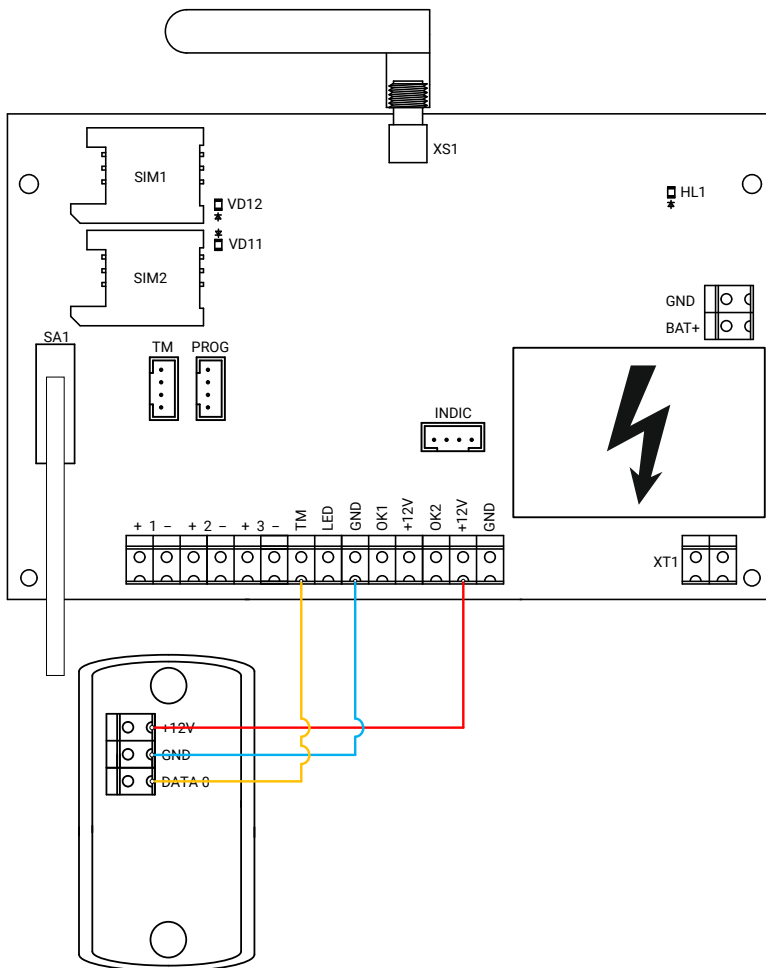 XS1
SIM1
VD12
HL1
VD11
SIM2
GND
BAT+
SA1
TM PROG
INDIC
+ 1 − + 2 − + 3 − TM LED GND OK1 +12V OK2 +12V GND
XT1
+12V
GND
DATA 0